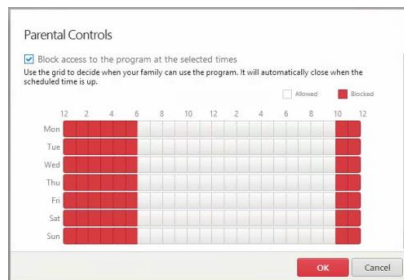 Parental Controls
Block access to the program at the selected times
Use the grid to decide when your family can use the program. It will automatically close when the
scheduled time is up.
Allowed Blocked
12 2 4 6 8 10 12 2 4 6 8 10 12
Mon
Tue
Wed
Thu
Fri
Sat
Sun
OK Cancel